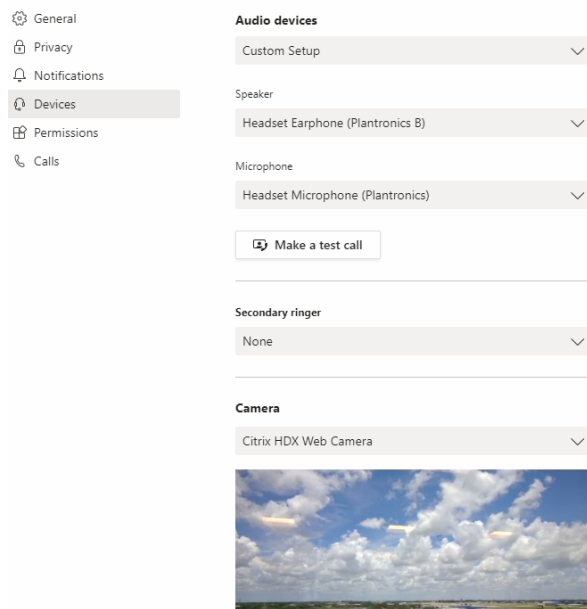 General
Privacy
Notifications
Devices
Permissions
Calls
Audio devices
Custom Setup
Speaker
Headset Earphone (Plantronics B)
Microphone
Headset Microphone (Plantronics)
Make a test call
Secondary ringer
None
Camera
Citrix HDX Web Camera